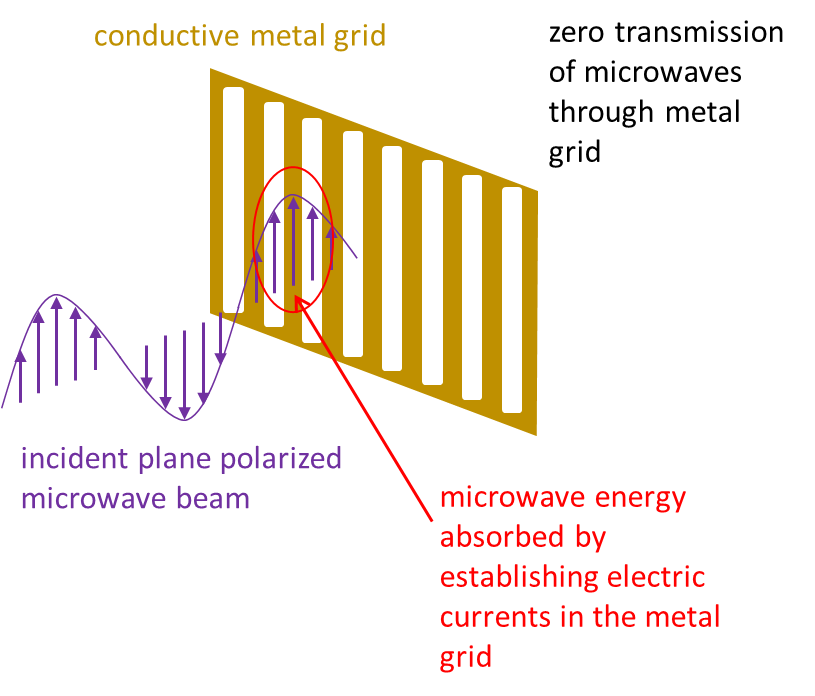 conductive metal grid
zero transmission
of microwaves
through metal
grid
incident plane polarized
microwave beam
microwave energy
absorbed by
establishing electric
currents in the metal
grid